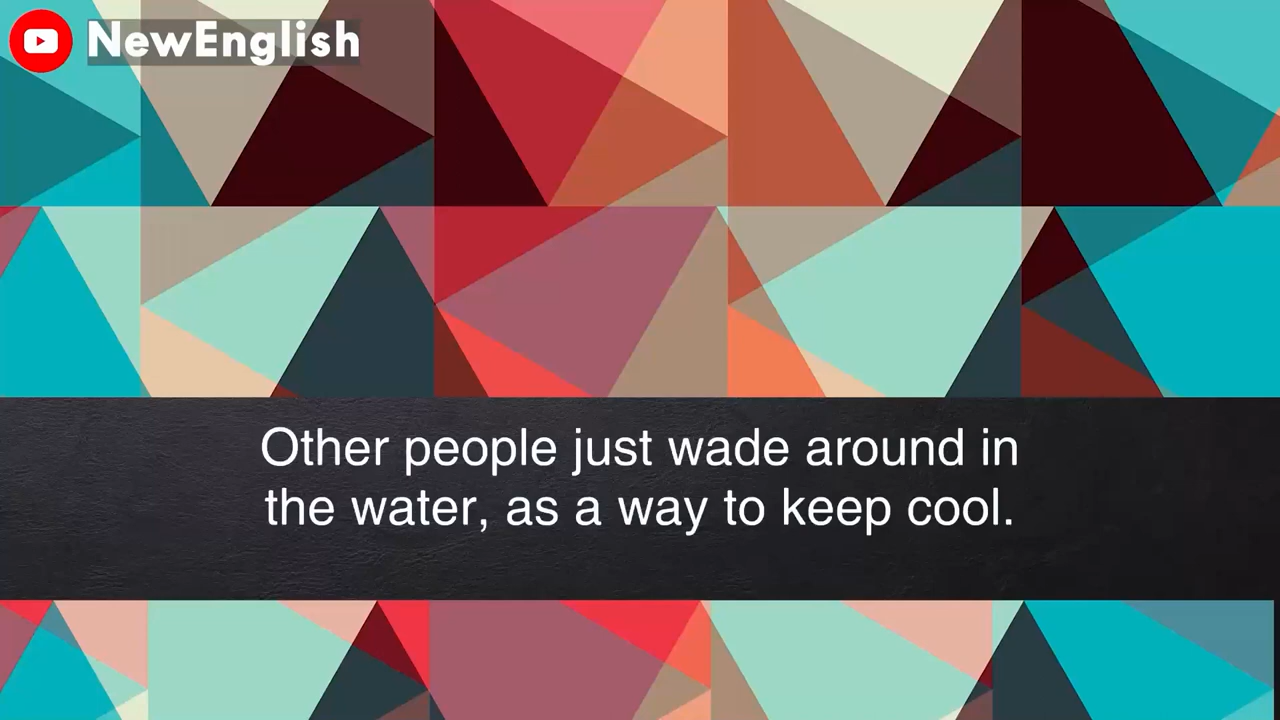 NewEnglish
Other people just wade around in
the water, as a way to keep cool.